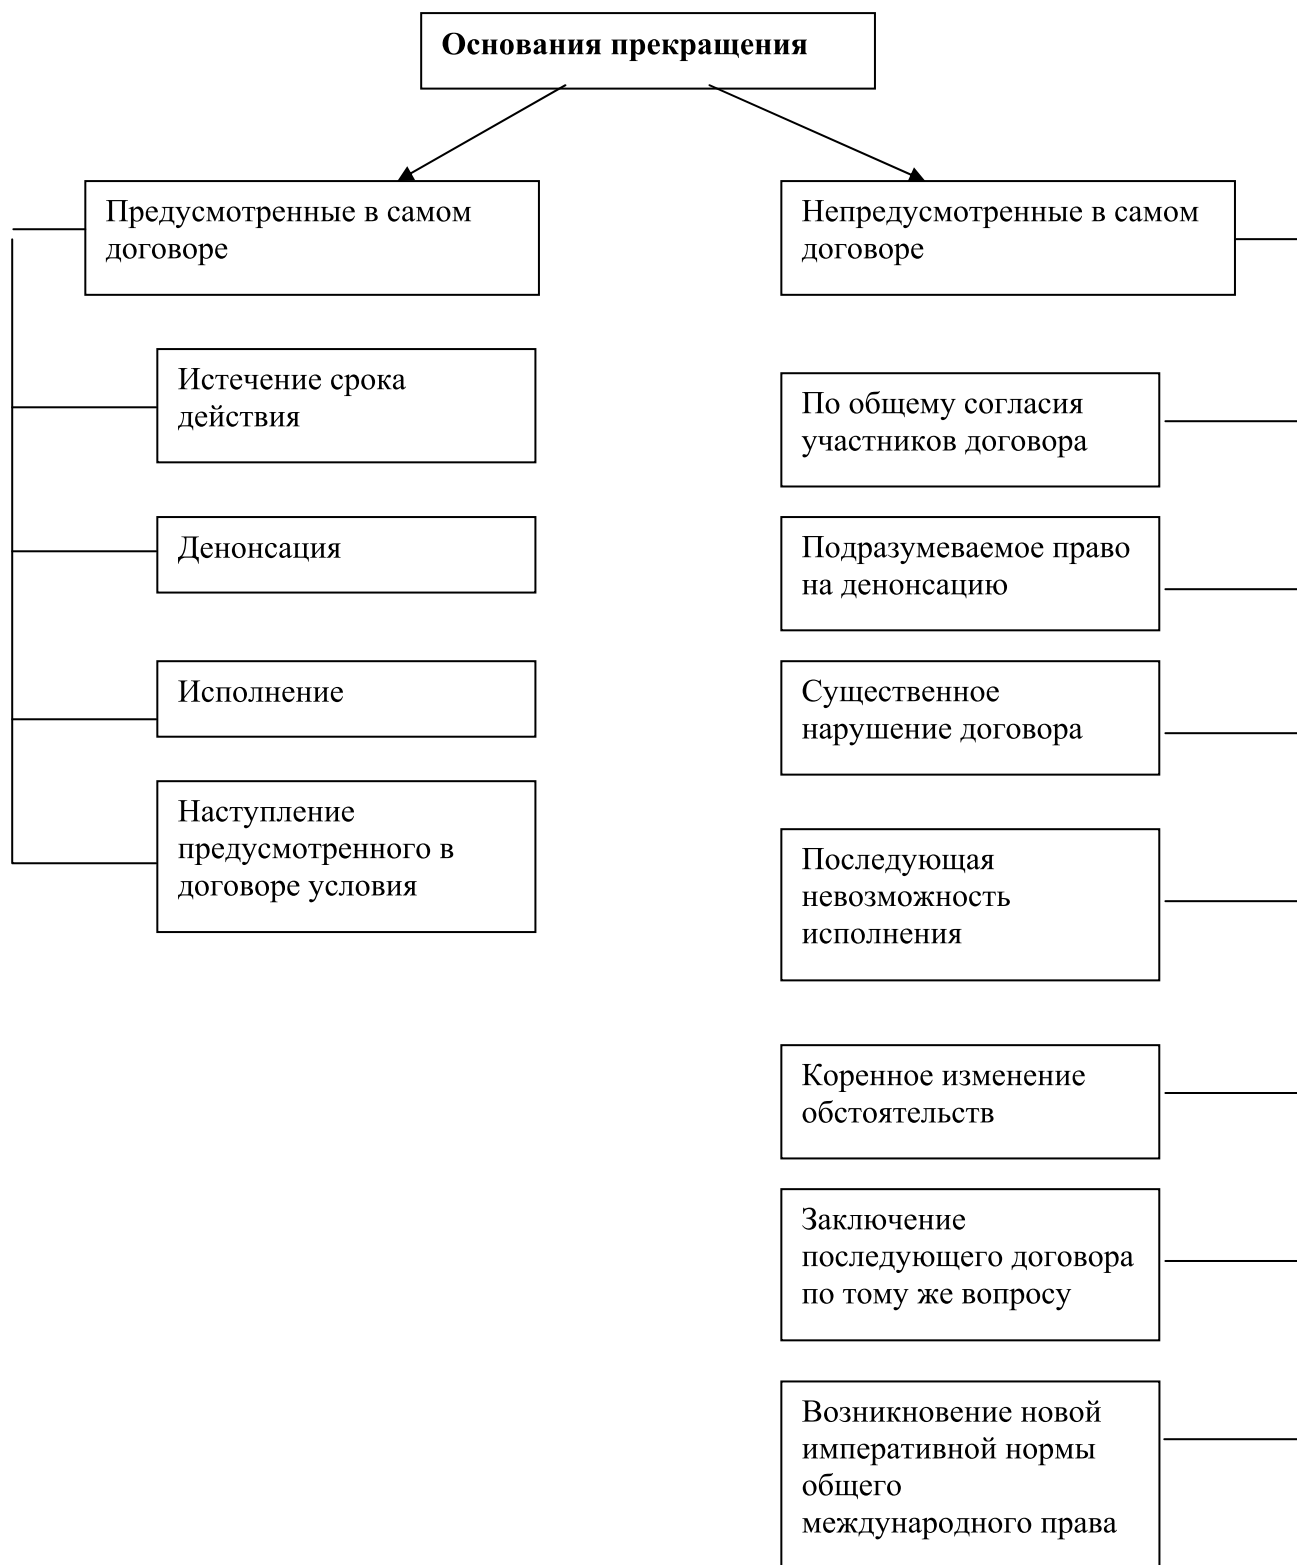 Основания прекращения
Предусмотренные в самом
договоре
Истечение срока
действия
Денонсация
Исполнение
Наступление
предусмотренного в
договоре условия
Непредусмотренные в самом
договоре
По общему согласия
участников договора
Подразумеваемое право
на денонсацию
Существенное
нарушение договора
Последующая
невозможность
исполнения
Коренное изменение
обстоятельств
Заключение
последующего договора
по тому же вопросу
Возникновение новой
императивной нормы
общего
международного права